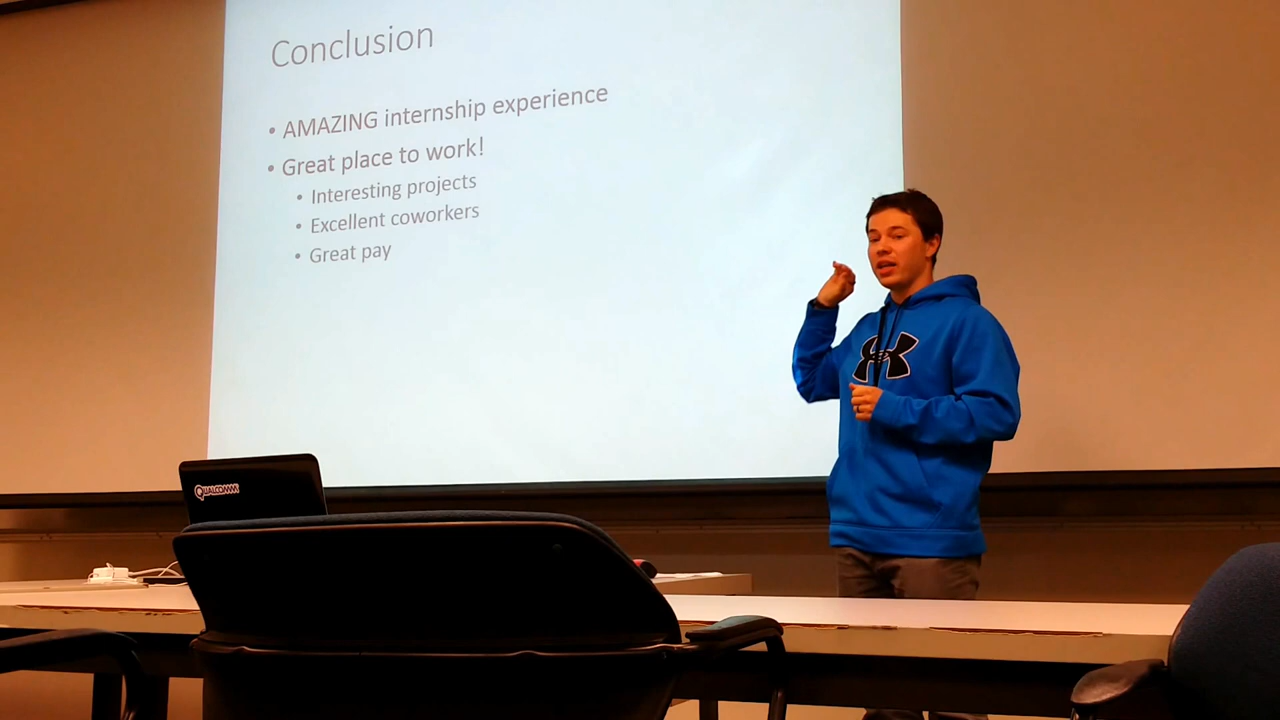 Conclusion
• AMAZING internship experience
• Great place to work!
• Interesting projects
• Excellent coworkers
• Great pay
QUALCOMM